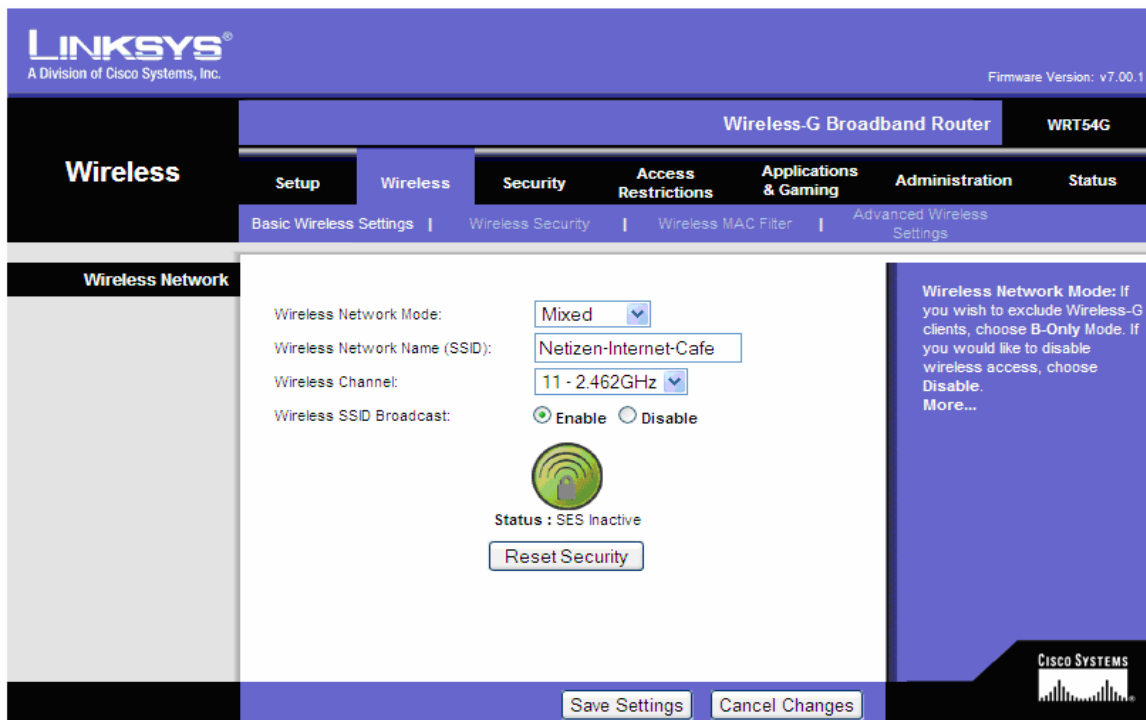 LINKSYS®
A Division of Cisco Systems, Inc.
Firmware Version: v7.00.1
Wireless-G Broadband Router WRT54G
Wireless
Setup Wireless Security Access Restrictions Applications & Gaming Administration Status
Basic Wireless Settings | Wireless Security | Wireless MAC Filter | Advanced Wireless Settings
Wireless Network
Wireless Network Mode: Mixed
Wireless Network Name (SSID): Netizen-Internet-Cafe
Wireless Channel: 11 - 2.462GHz
Wireless SSID Broadcast: Enable Disable
Status : SES Inactive
Reset Security
Wireless Network Mode: If
you wish to exclude Wireless-G
clients, choose B-Only Mode. If
you would like to disable
wireless access, choose
Disable.
More...
CISCO SYSTEMS
Save Settings Cancel Changes